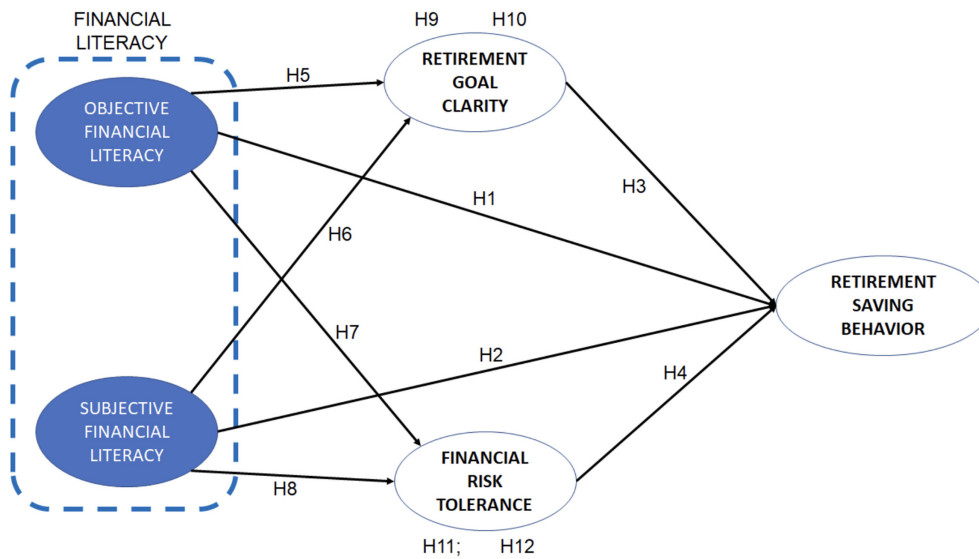 FINANCIAL
LITERACY
H9 H10
RETIREMENT
GOAL
CLARITY
H5
OBJECTIVE
FINANCIAL
LITERACY
H3
H1
H6
RETIREMENT
SAVING
BEHAVIOR
H7
H2
H4
SUBJECTIVE
FINANCIAL
LITERACY
FINANCIAL
RISK
TOLERANCE
H8
H11; H12